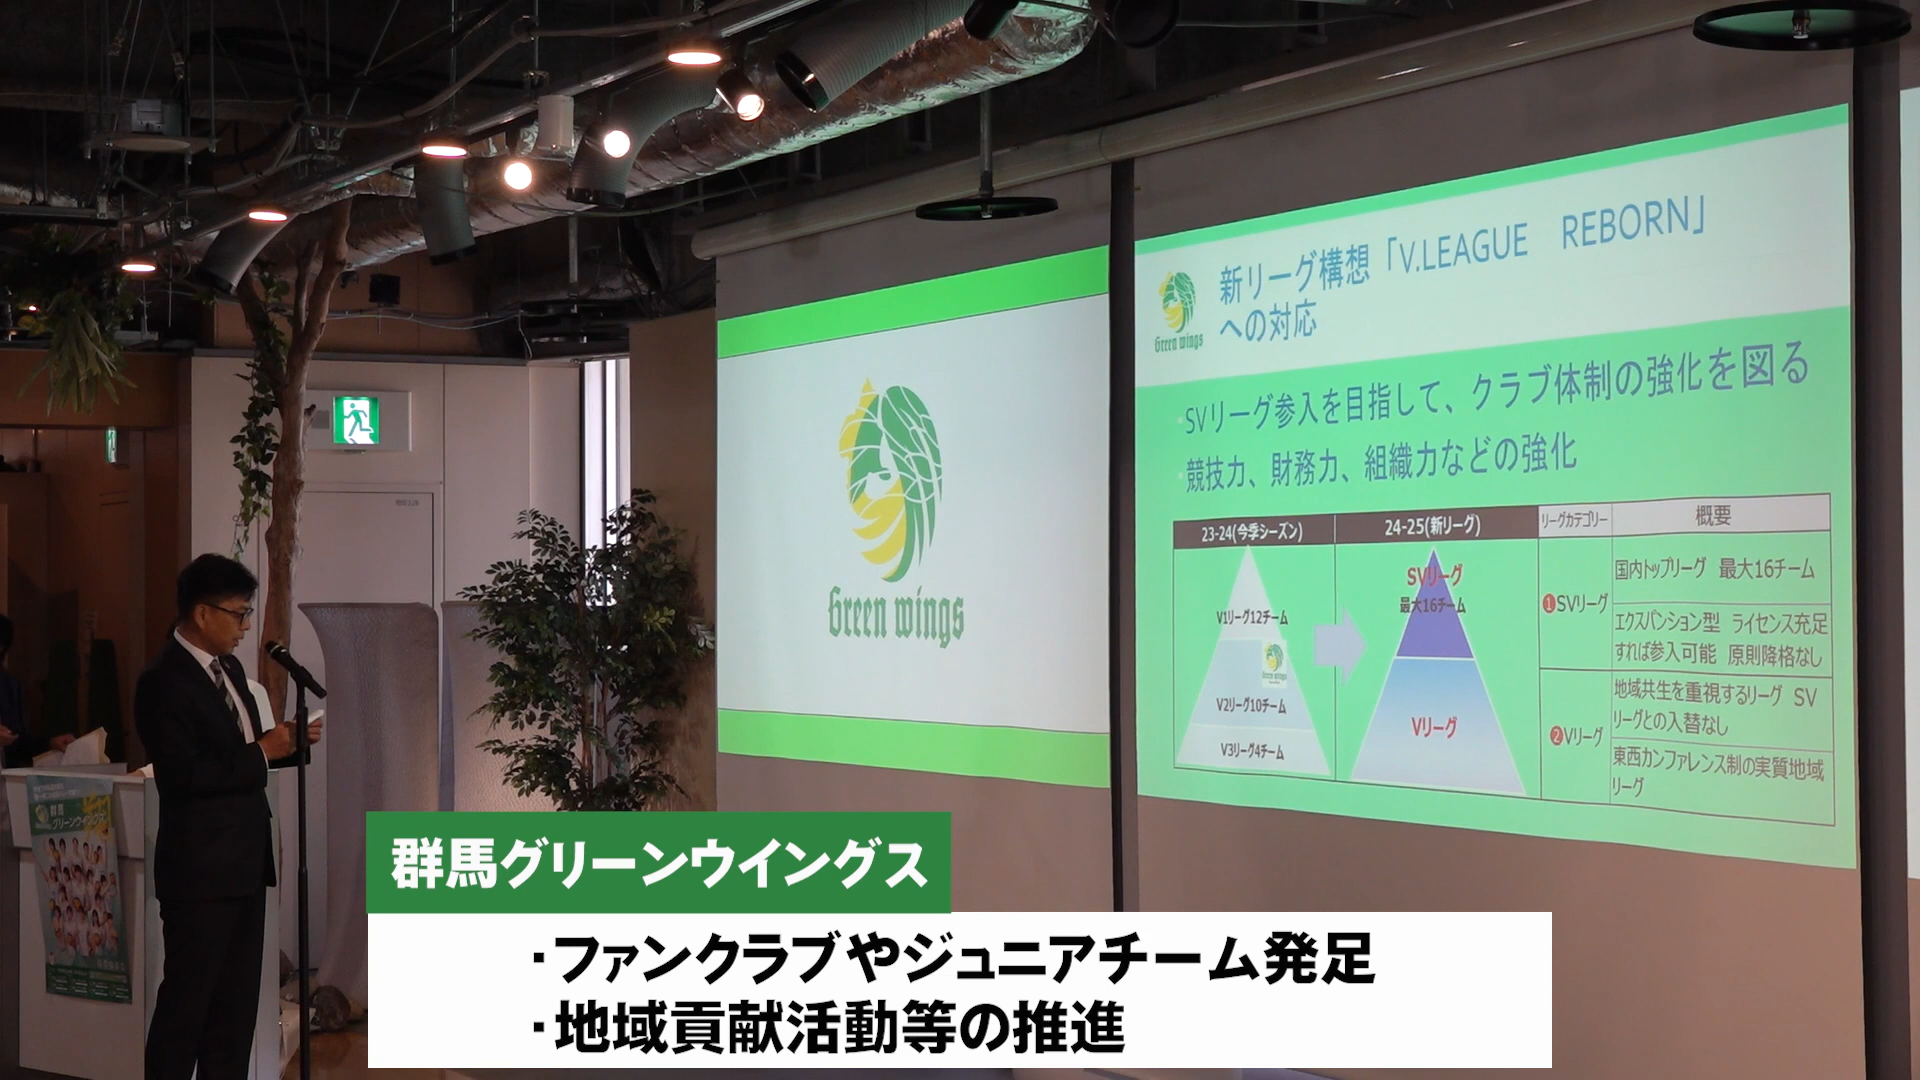 Green wings
Green wings
新リーグ構想「V.LEAGUE REBORN」
への対応
・SVリーグ参入を目指して、クラブ体制の強化を図る
・競技力、財務力、組織力などの強化
23-24(今季シーズン)
24-25(新リーグ)
リーグカテゴリー
概要
V1リーグ12チーム
V2リーグ10チーム
V3リーグ4チーム
SVリーグ
最大16チーム
Vリーグ
❶SVリーグ
国内トップリーグ 最大16チーム
エクスパンション型 ライセンス充足
すれば参入可能 原則降格なし
❷Vリーグ
地域共生を重視するリーグ SV
リーグとの入替なし
東西カンファレンス制の実質地域
リーグ
群馬
グリーンウイングス
群馬グリーンウイングス
・ファンクラブやジュニアチーム発足
・地域貢献活動等の推進